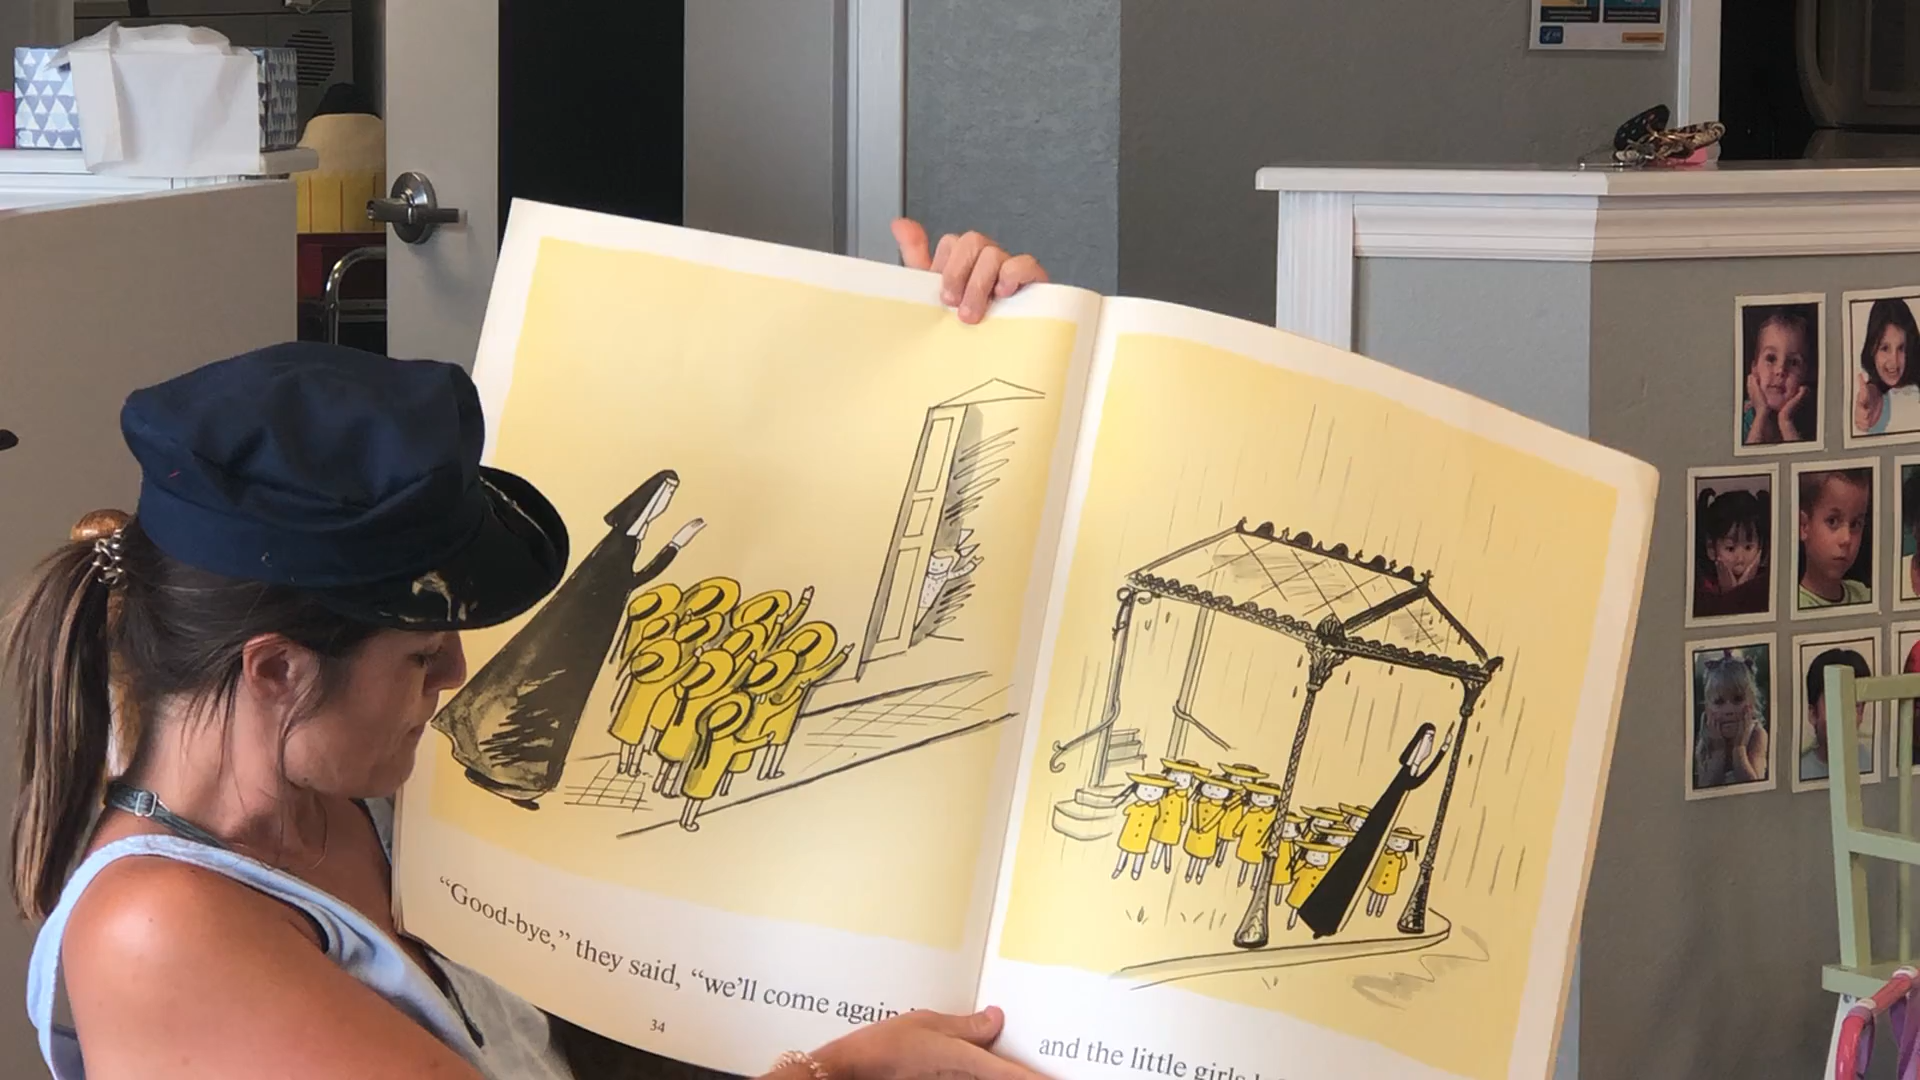 “Good-bye,” they said, “we’ll come again
34
and the little girls